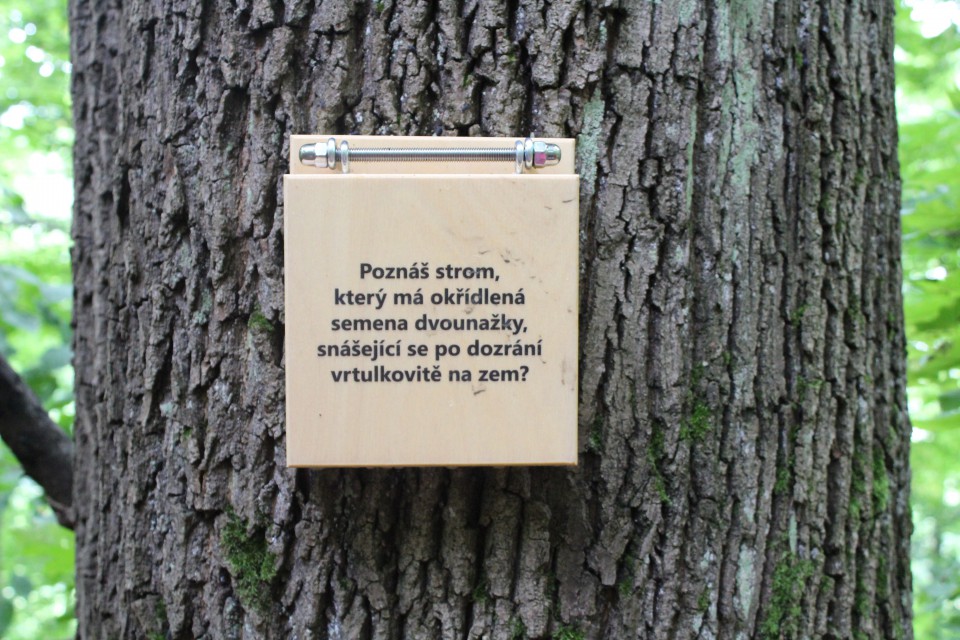 Poznáš strom,
který má okřídlená
semena dvounažky,
snášející se po dozrání
vrtulkovitě na zem?